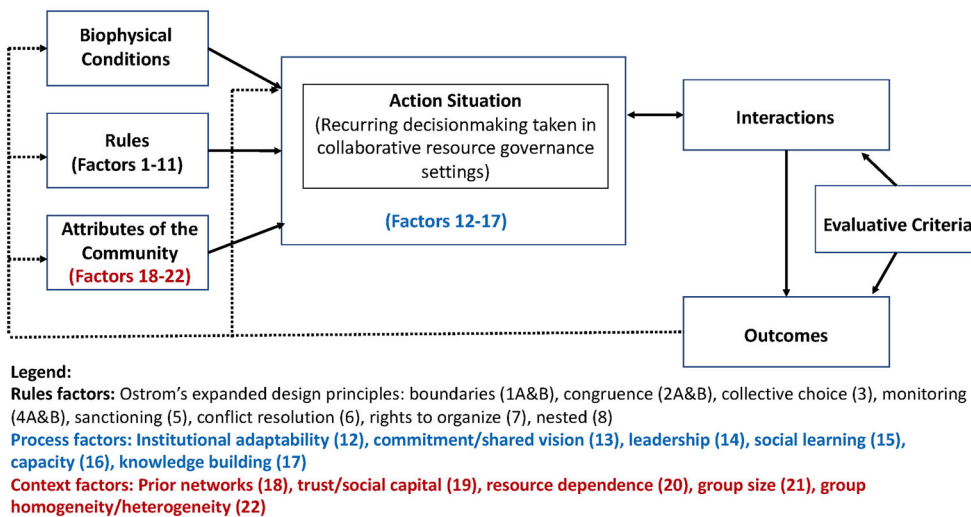 Biophysical
Conditions
Rules
(Factors 1-11)
Attributes of the
Community
(Factors 18-22)
Action Situation
(Recurring decisionmaking taken in
collaborative resource governance
settings)
(Factors 12-17)
Interactions
Evaluative Criteria
Outcomes
Legend:
Rules factors: Ostrom's expanded design principles: boundaries (1A&B), congruence (2A&B), collective choice (3), monitoring
(4A&B), sanctioning (5), conflict resolution (6), rights to organize (7), nested (8)
Process factors: Institutional adaptability (12), commitment/shared vision (13), leadership (14), social learning (15),
capacity (16), knowledge building (17)
Context factors: Prior networks (18), trust/social capital (19), resource dependence (20), group size (21), group
homogeneity/heterogeneity (22)